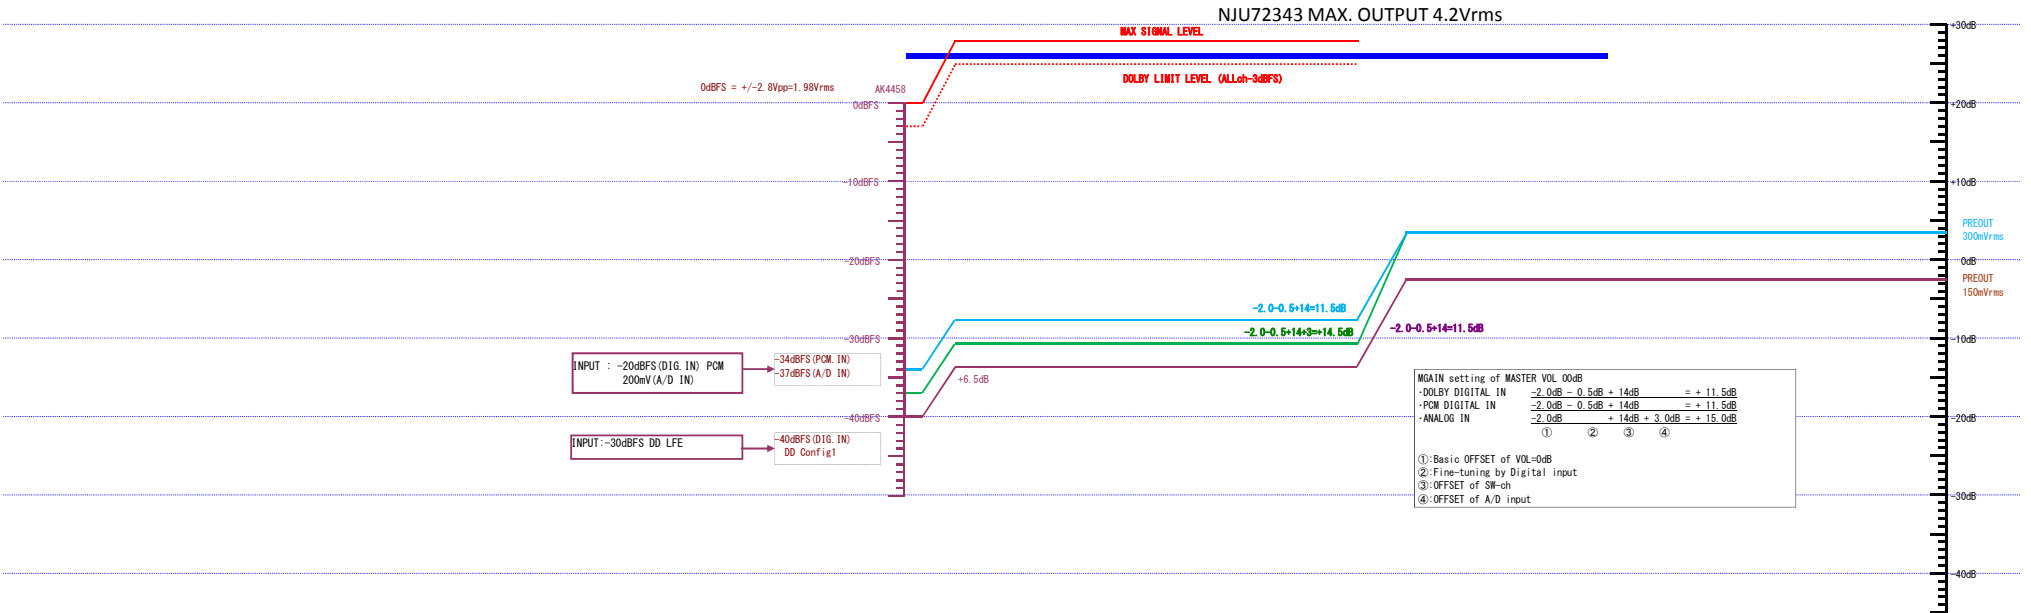 NJU72343 MAX. OUTPUT 4.2Vrms
+30dB
MAX SIGNAL LEVEL
DOLBY LIMIT LEVEL (ALLch-3dBFS)
0dBFS = +/-2.8Vpp=1.98Vrms
AK4458
0dBFS
+20dB
-10dBFS
+10dB
PREOUT
300mVrms
-20dBFS
0dB
PREOUT
150mVrms
-2.0-0.5+14=11.5dB
-2.0-0.5+14+3=+14.5dB
-2.0-0.5+14=11.5dB
-30dBFS
-10dB
INPUT : -20dBFS(DIG.IN) PCM
200mV(A/D IN)
-34dBFS(PCM.IN)
-37dBFS(A/D IN)
+6.5dB
MGAIN setting of MASTER VOL 00dB
・DOLBY DIGITAL IN -2.0dB - 0.5dB + 14dB = + 11.5dB
・PCM DIGITAL IN -2.0dB - 0.5dB + 14dB = + 11.5dB
・ANALOG IN -2.0dB + 14dB + 3.0dB = + 15.0dB
① ② ③ ④
①:Basic OFFSET of VOL=0dB
②:Fine-tuning by Digital input
③:OFFSET of SW-ch
④:OFFSET of A/D input
-40dBFS
-20dB
INPUT:-30dBFS DD LFE
-40dBFS(DIG.IN)
DD Config1
-30dB
-40dB